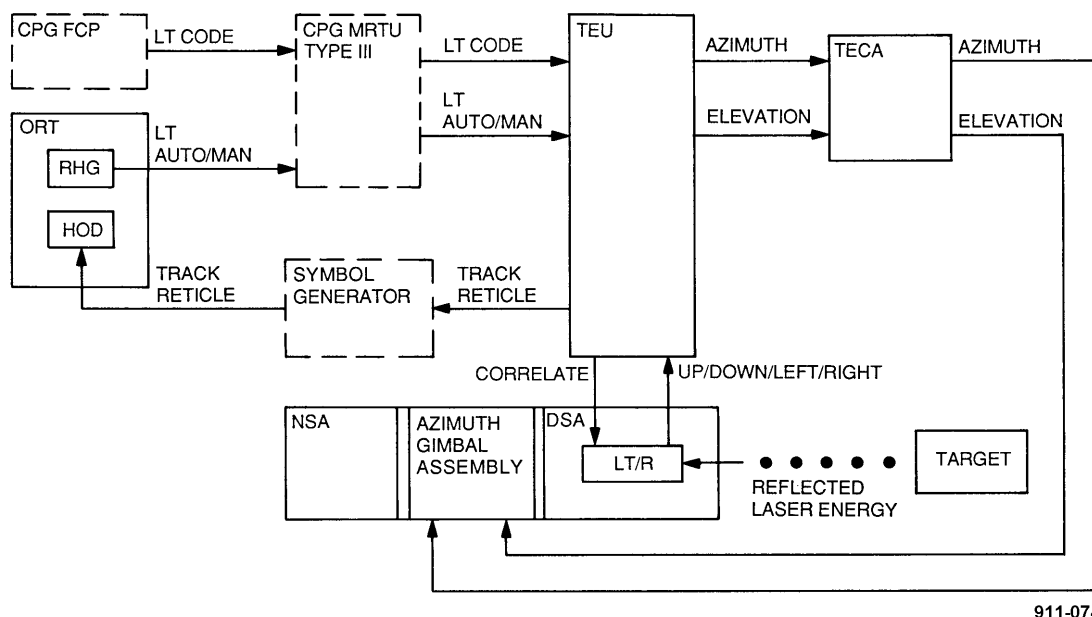 CPG FCP
LT CODE
CPG MRTU
TYPE III
LT CODE
TEU
AZIMUTH
TECA
AZIMUTH
ORT
LT
AUTO/MAN
LT
AUTO/MAN
ELEVATION
ELEVATION
RHG
HOD
TRACK
RETICLE
SYMBOL
GENERATOR
TRACK
RETICLE
CORRELATE
UP/DOWN/LEFT/RIGHT
NSA
AZIMUTH
GIMBAL
ASSEMBLY
DSA
LT/R
TARGET
REFLECTED
LASER ENERGY